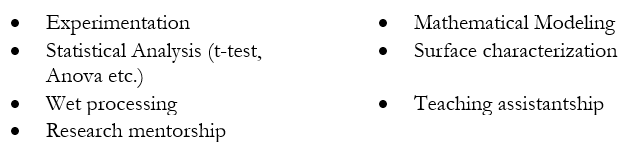 • Experimentation
• Statistical Analysis (t-test,
Anova etc.)
• Wet processing
• Research mentorship
• Mathematical Modeling
• Surface characterization
• Teaching assistantship